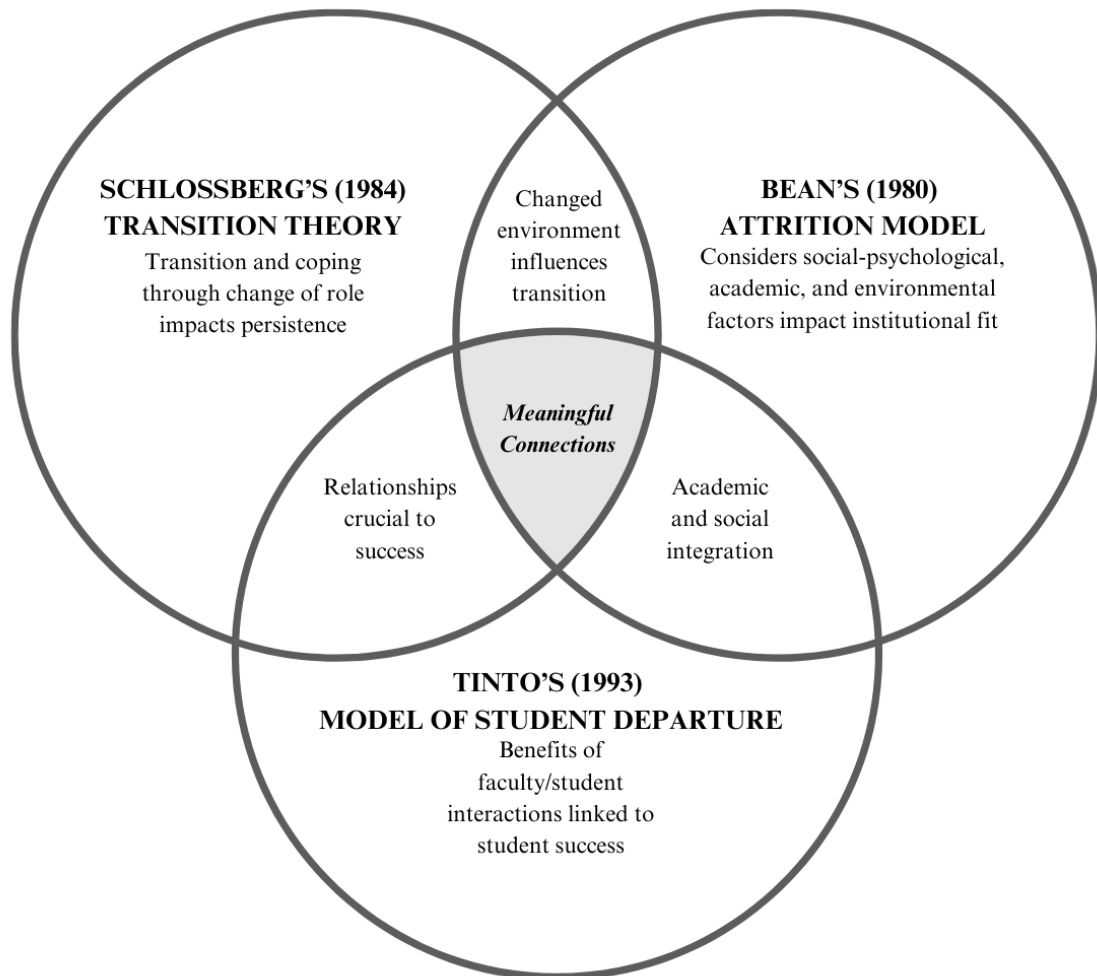 SCHLOSSBERG'S (1984)
TRANSITION THEORY
Transition and coping
through change of role
impacts persistence
Changed
environment
influences
transition
BEAN'S (1980)
ATTRITION MODEL
Considers social-psychological,
academic, and environmental
factors impact institutional fit
Meaningful
Connections
Relationships
crucial to
success
Academic
and social
integration
TINTO'S (1993)
MODEL OF STUDENT DEPARTURE
Benefits of
faculty/student
interactions linked to
student success